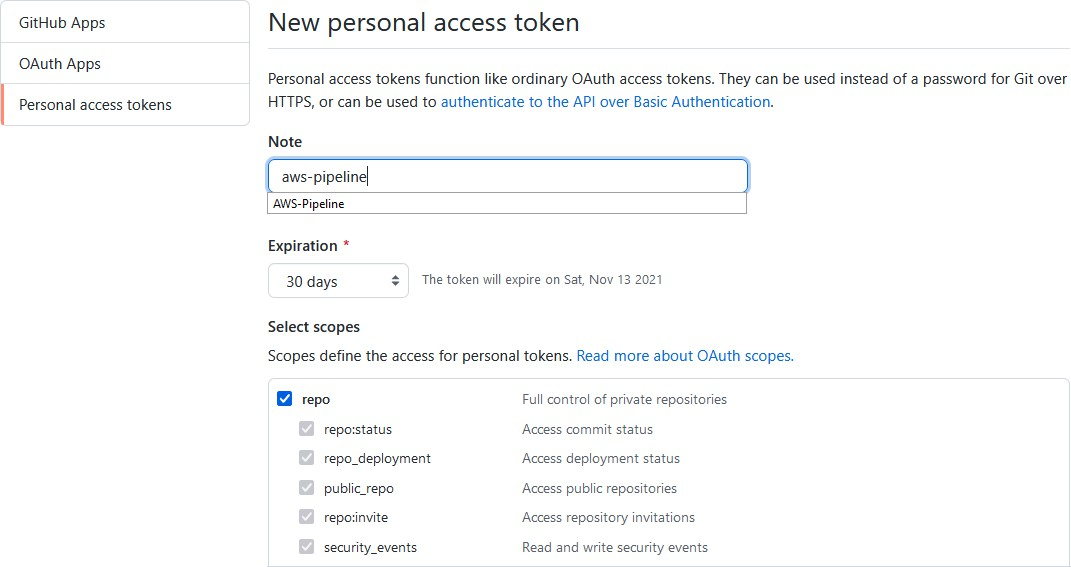 GitHub Apps
OAuth Apps
Personal access tokens
New personal access token
Personal access tokens function like ordinary OAuth access tokens. They can be used instead of a password for Git over
HTTPS, or can be used to authenticate to the API over Basic Authentication.
Note
aws-pipeline
AWS-Pipeline
Expiration *
30 days
The token will expire on Sat, Nov 13 2021
Select scopes
Scopes define the access for personal tokens. Read more about OAuth scopes.
repo Full control of private repositories
repo:status Access commit status
repo_deployment Access deployment status
public_repo Access public repositories
repo:invite Access repository invitations
security_events Read and write security events